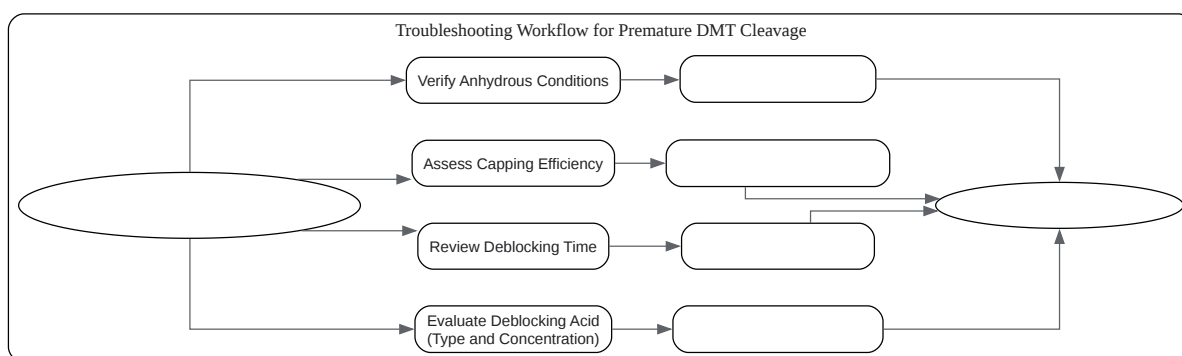 Troubleshooting Workflow for Premature DMT Cleavage
Verify Anhydrous Conditions
Assess Capping Efficiency
Review Deblocking Time
Evaluate Deblocking Acid
(Type and Concentration)